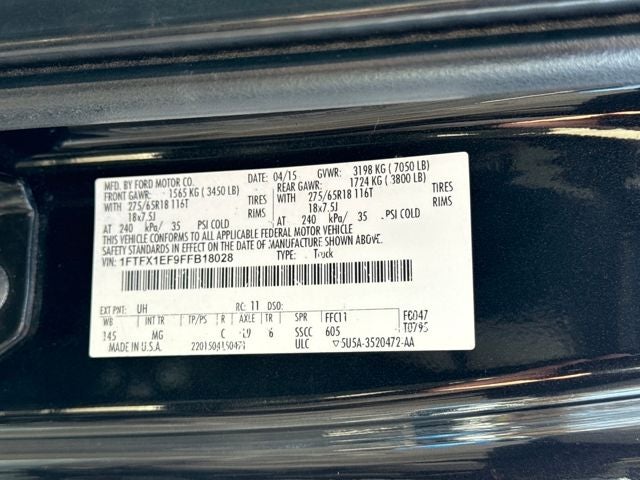 MFD. BY FORD MOTOR CO. DATE: 04/15 GVWR: 3198 KG ( 7050 LB)
FRONT GAWR: 1565 KG ( 3450 LB) REAR GAWR: 1724 KG ( 3800 LB)
WITH 275/65R18 116T TIRES WITH 275/65R18 116T TIRES
18x7.5J RIMS 18x7.5J RIMS
AT 240 kPa/ 35 PSI COLD AT 240 kPa/ 35 PSI COLD
THIS VEHICLE CONFORMS TO ALL APPLICABLE FEDERAL MOTOR VEHICLE
SAFETY STANDARDS IN EFFECT ON THE DATE OF MANUFACTURE SHOWN ABOVE.
VIN: 1FTFX1EF9FFB18028 TYPE: Truck
EXT PNT: UH RC: 11 DSO:
WB INT TR TP/PS R AXLE TR SPR FFC11 F8047
145 MG C 19 6 SSCC 605 T0795
MADE IN U.S.A. 2201504150471 ULC ▽5U5A-3520472-AA